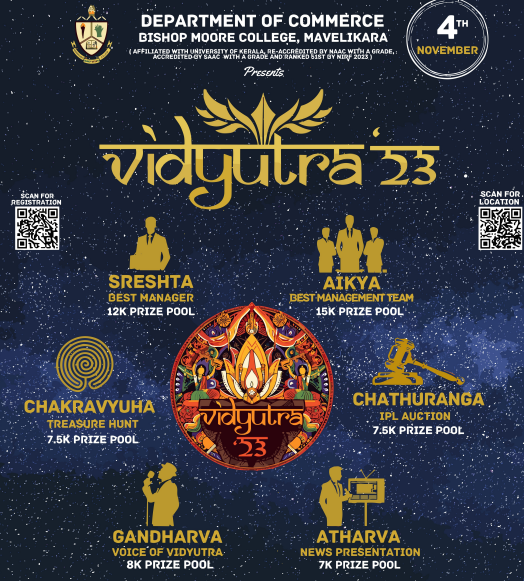 DEPARTMENT OF COMMERCE
BISHOP MOORE COLLEGE, MAVELIKARA
( AFFILIATED WITH UNIVERSITY OF KERALA, RE-ACCREDITED BY NAAC WITH A GRADE,
ACCREDITED BY SAAC WITH A GRADE AND RANKED 51ST BY NIRF 2023 )
Presents
4TH
NOVEMBER
vidyutra '23
SCAN FOR
REGISTRATION
SCAN FOR
LOCATION
SRESHTA
BEST MANAGER
12K PRIZE POOL
AIKYA
BEST MANAGEMENT TEAM
15K PRIZE POOL
CHAKRAVYUHA
TREASURE HUNT
7.5K PRIZE POOL
vidyutra
'23
CHATHURANGA
IPL AUCTION
7.5K PRIZE POOL
GANDHARVA
VOICE OF VIDYUTRA
8K PRIZE POOL
ATHARVA
NEWS PRESENTATION
7K PRIZE POOL